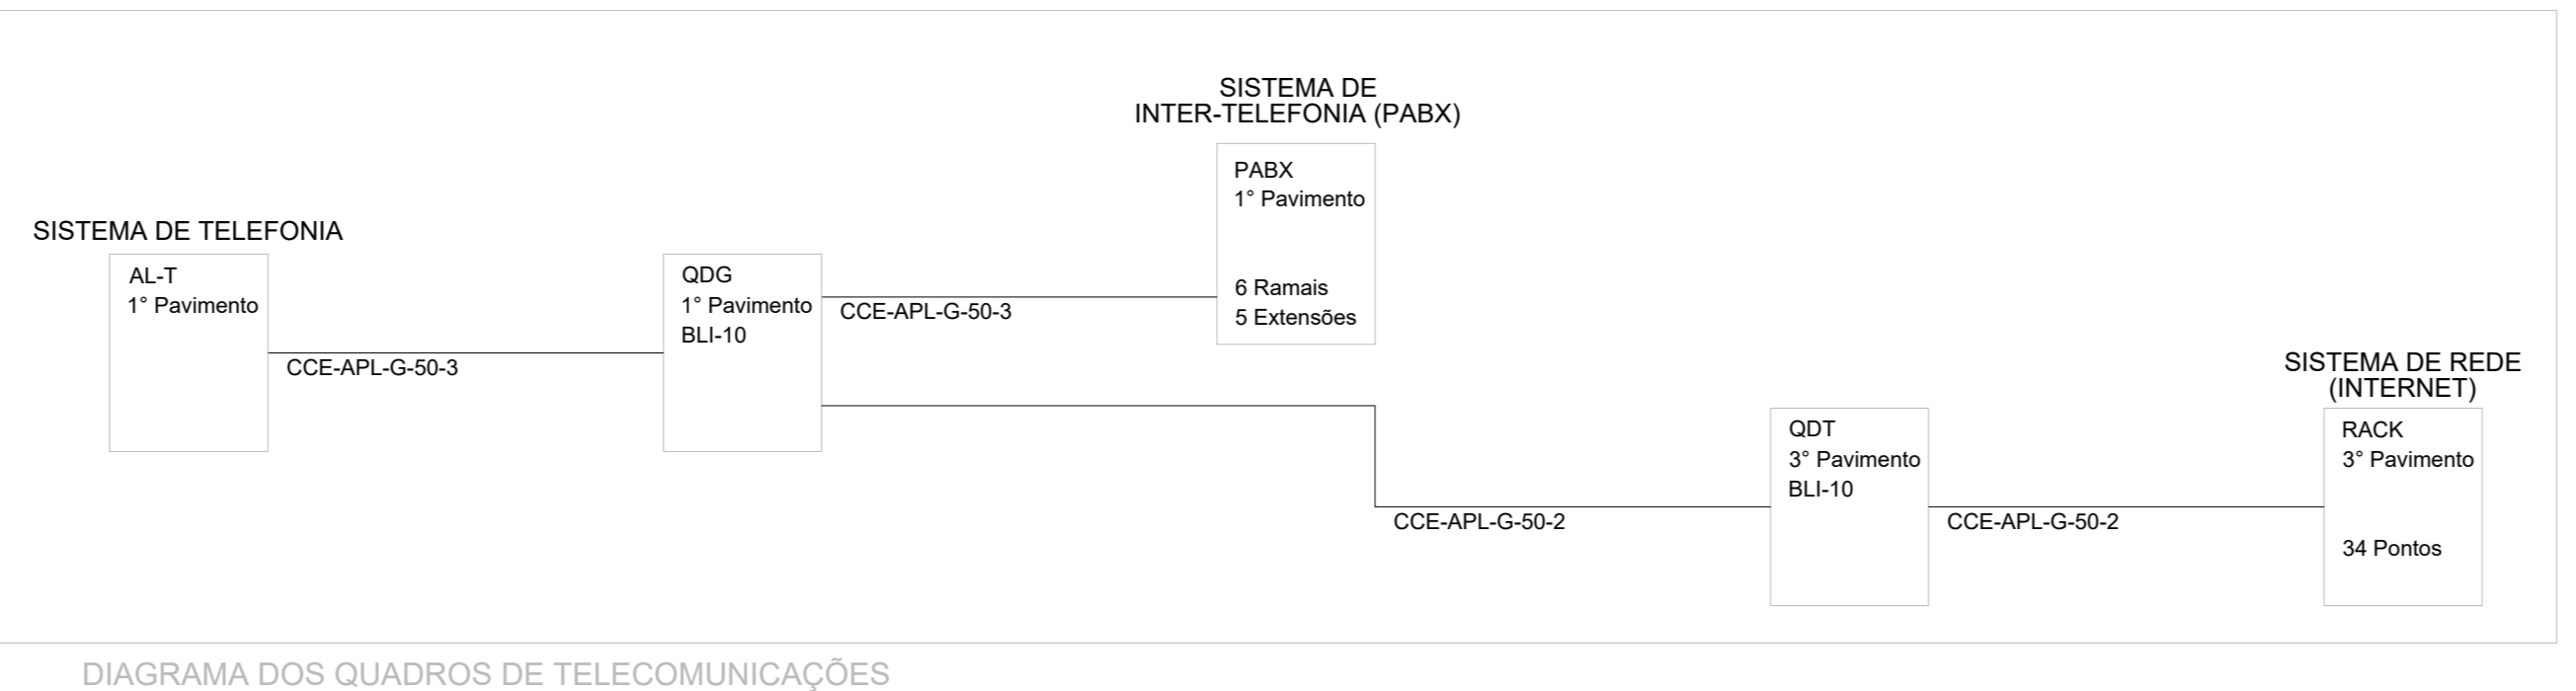 SISTEMA DE TELEFONIA
AL-T
1° Pavimento
CCE-APL-G-50-3
QDG
1° Pavimento
BLI-10
CCE-APL-G-50-3
SISTEMA DE
INTER-TELEFONIA (PABX)
PABX
1° Pavimento
6 Ramais
5 Extensões
CCE-APL-G-50-2
QDT
3° Pavimento
BLI-10
CCE-APL-G-50-2
SISTEMA DE REDE
(INTERNET)
RACK
3° Pavimento
34 Pontos
DIAGRAMA DOS QUADROS DE TELECOMUNICAÇÕES